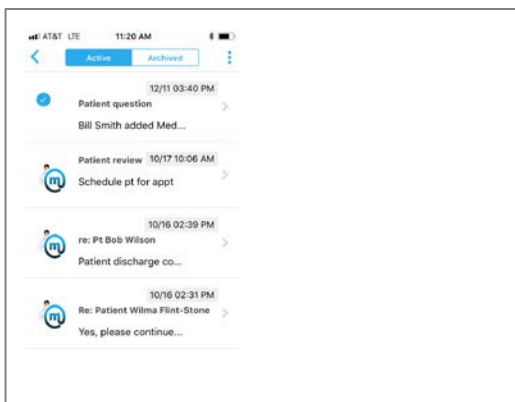 AT&T LTE 11:20 AM
Active Archived
12/11 03:40 PM
Patient question
Bill Smith added Med...
Patient review 10/17 10:06 AM
Schedule pt for appt
10/16 02:39 PM
re: Pt Bob Wilson
Patient discharge co...
10/16 02:31 PM
Re: Patient Wilma Flint-Stone
Yes, please continue...
m
m
m